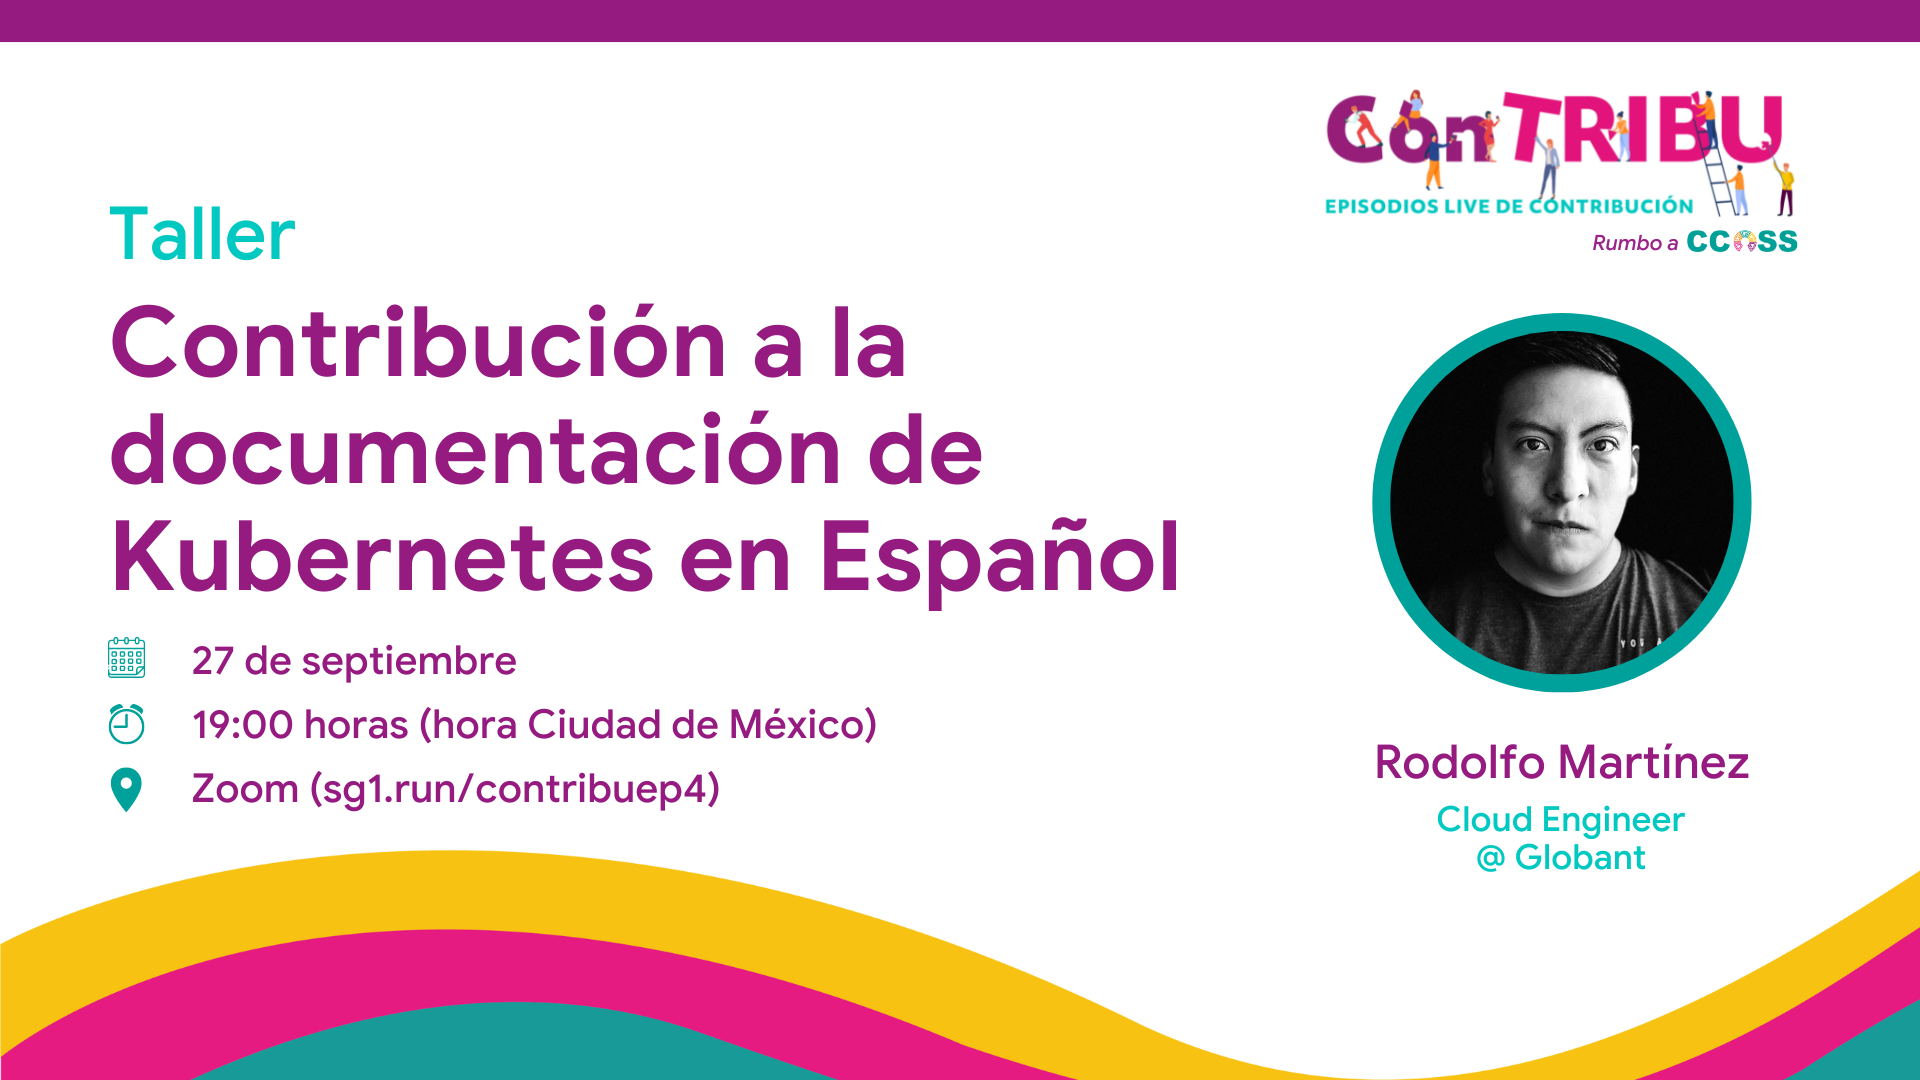 ConTRIBU
EPISODIOS LIVE DE CONTRIBUCIÓN
Rumbo a CCOSS
Taller
Contribución a la
documentación de
Kubernetes en Español
27 de septiembre
19:00 horas (hora Ciudad de México)
Zoom (sg1.run/contribuep4)
YOU A
Rodolfo Martínez
Cloud Engineer
@ Globant